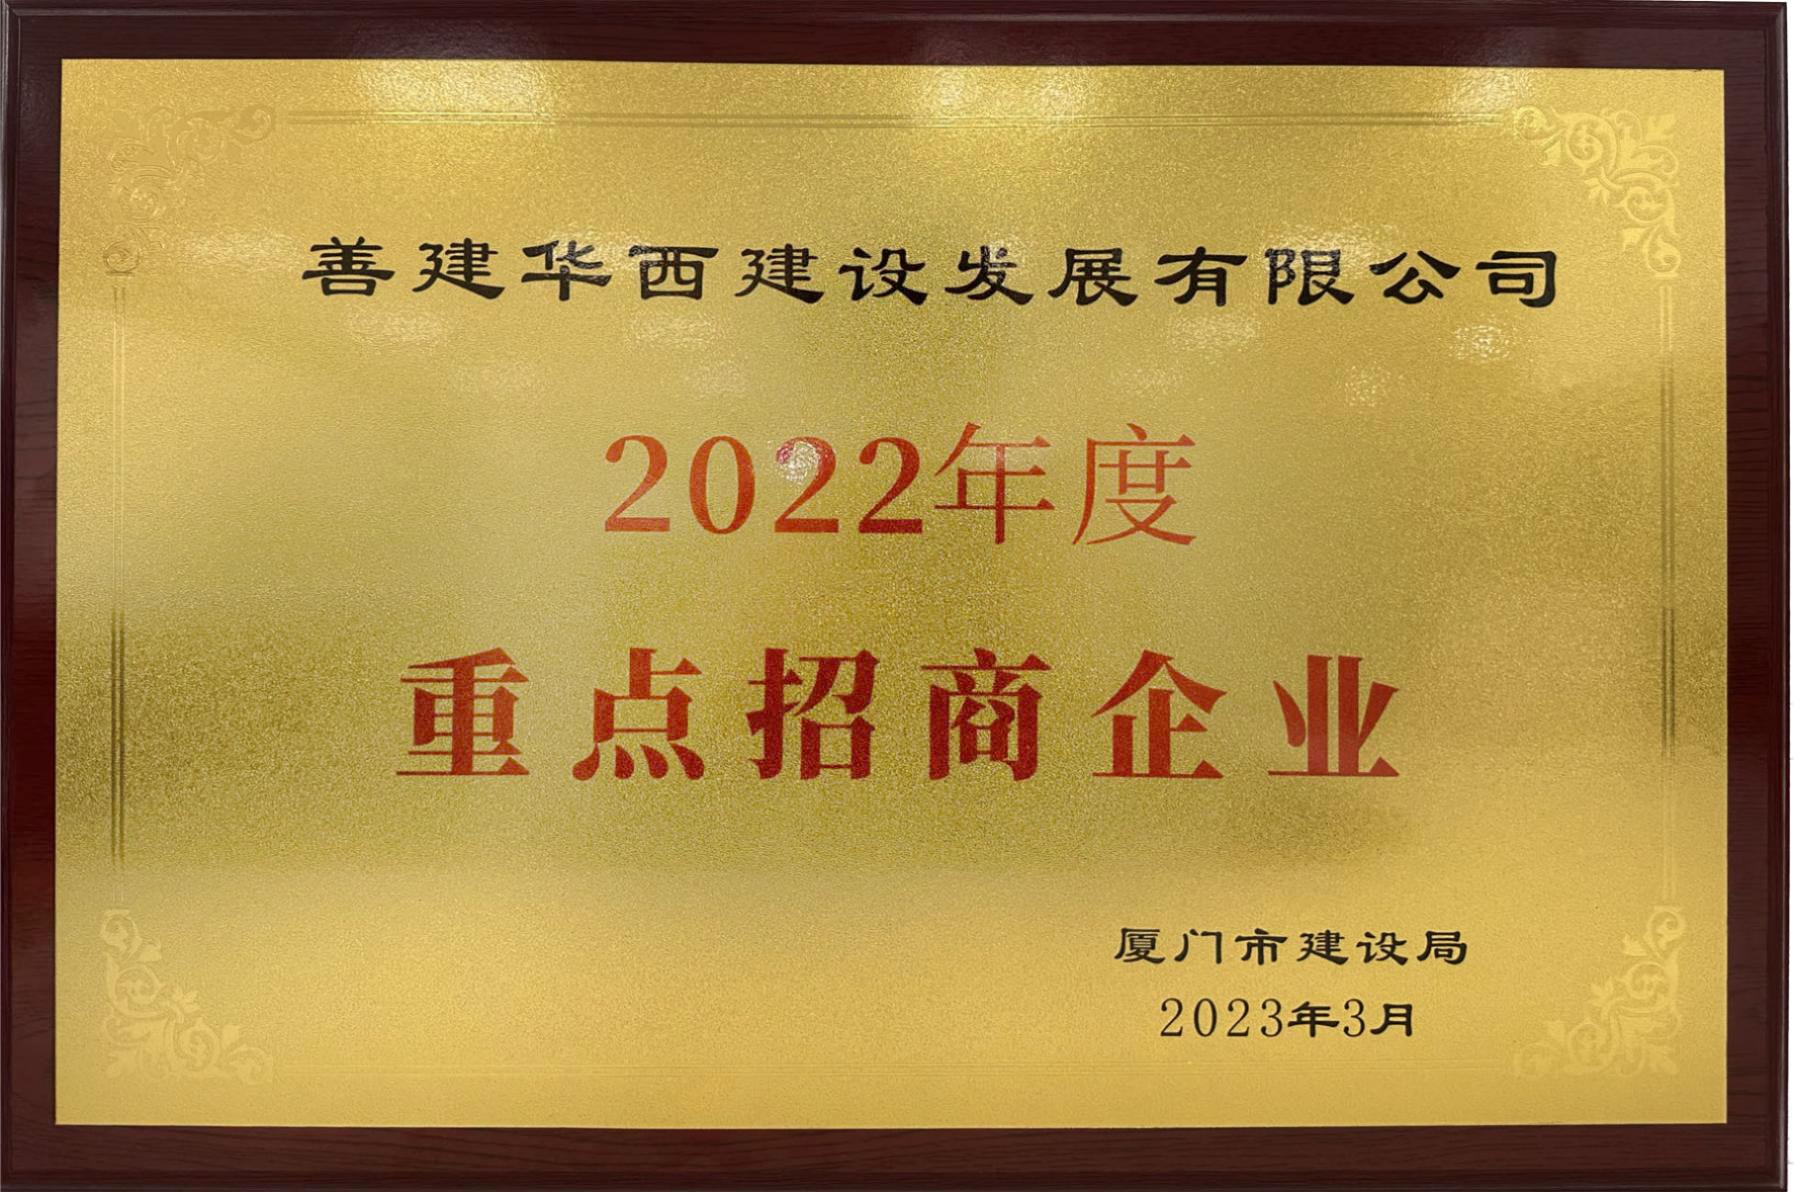 善建华西建设发展有限公司
2022年度
重点招商企业
厦门市建设局
2023年3月